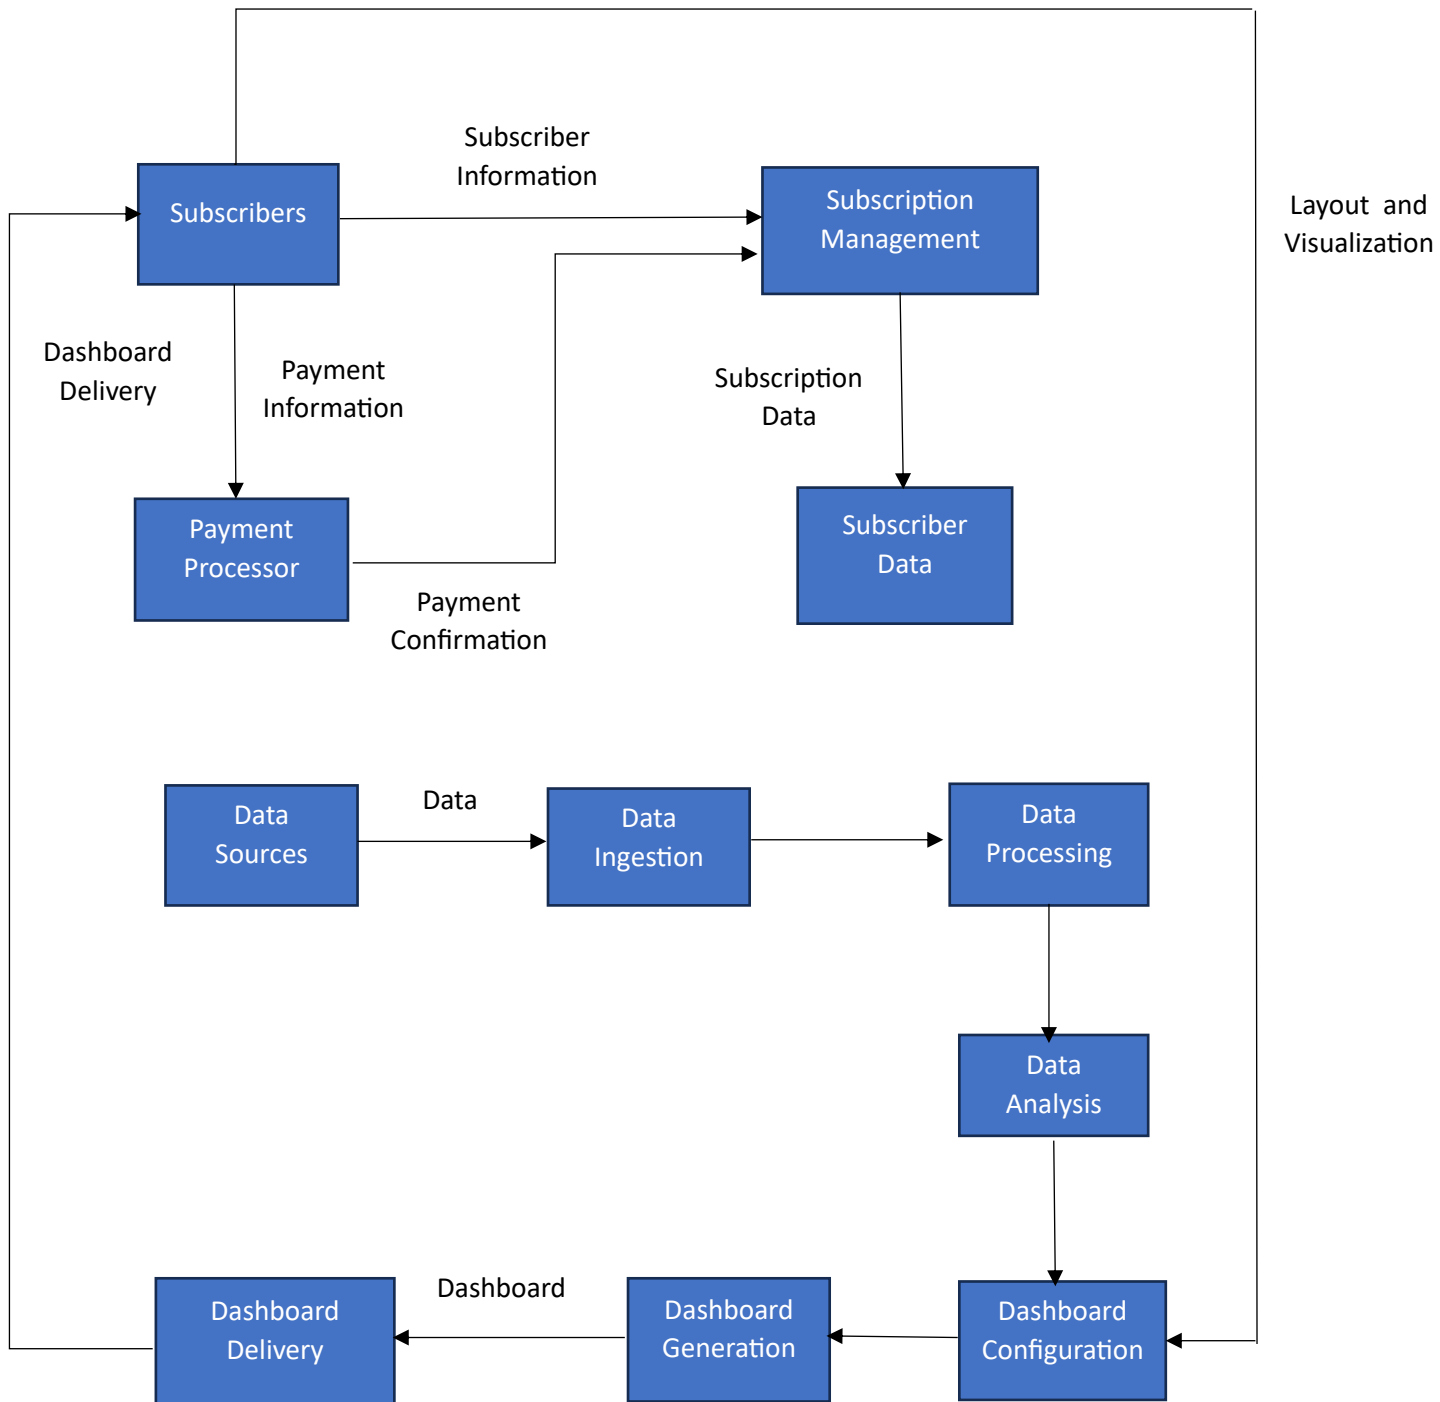 Subscriber
Information
Subscribers
Subscription
Management
Layout and
Visualization
Dashboard
Delivery
Payment
Information
Subscription
Data
Payment
Processor
Subscriber
Data
Payment
Confirmation
Data
Sources
Data
Data
Ingestion
Data
Processing
Data
Analysis
Dashboard
Delivery
Dashboard
Dashboard
Generation
Dashboard
Configuration